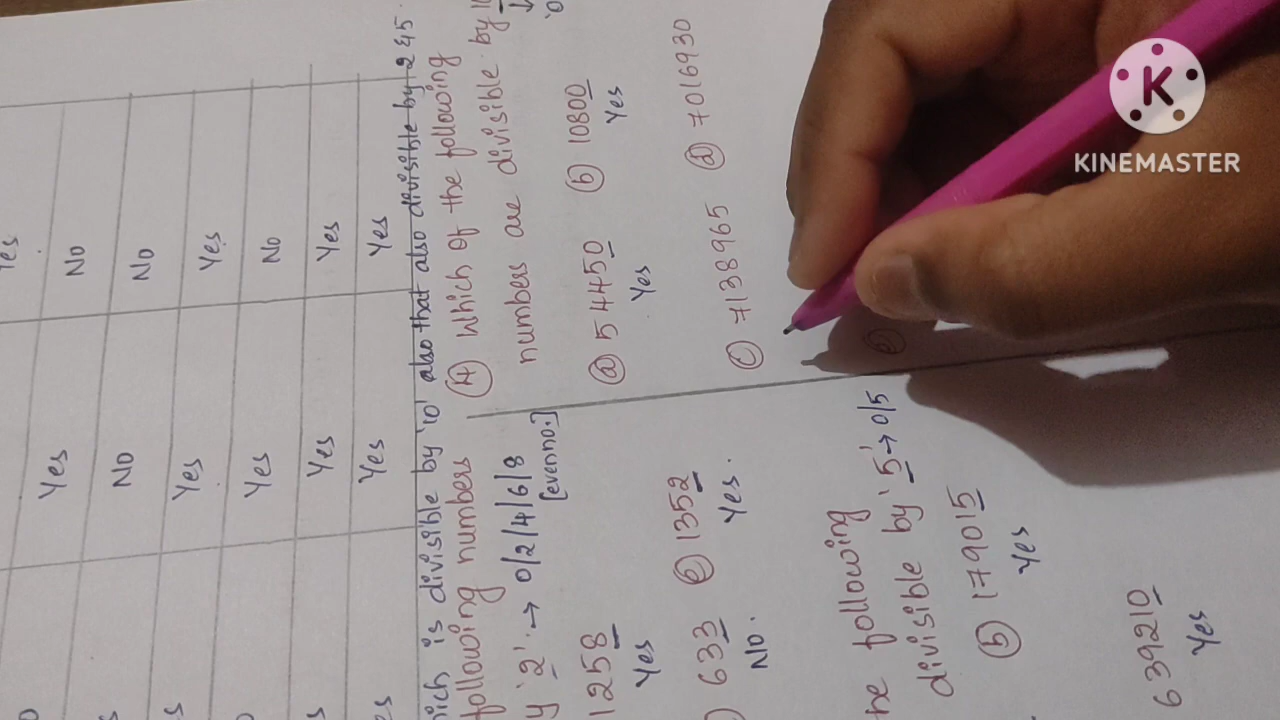 Yes
No
No
Yes
No
Yes
Yes
Yes
No
Yes
Yes
Yes
Yes
is divisible by '10' also that also divisible by 2 & 5.
following numbers
'2' → 0/2/4/6/8
[even no.]
1258
Yes
633 e 1352
No. Yes.
4 Which of the following
numbers are divisible by
a 54450 b 10800
Yes Yes
c 7138965 d 7016930
following
divisible by '5' → 0/5
b 179015
Yes
63920
Yes
K
KINEMASTER